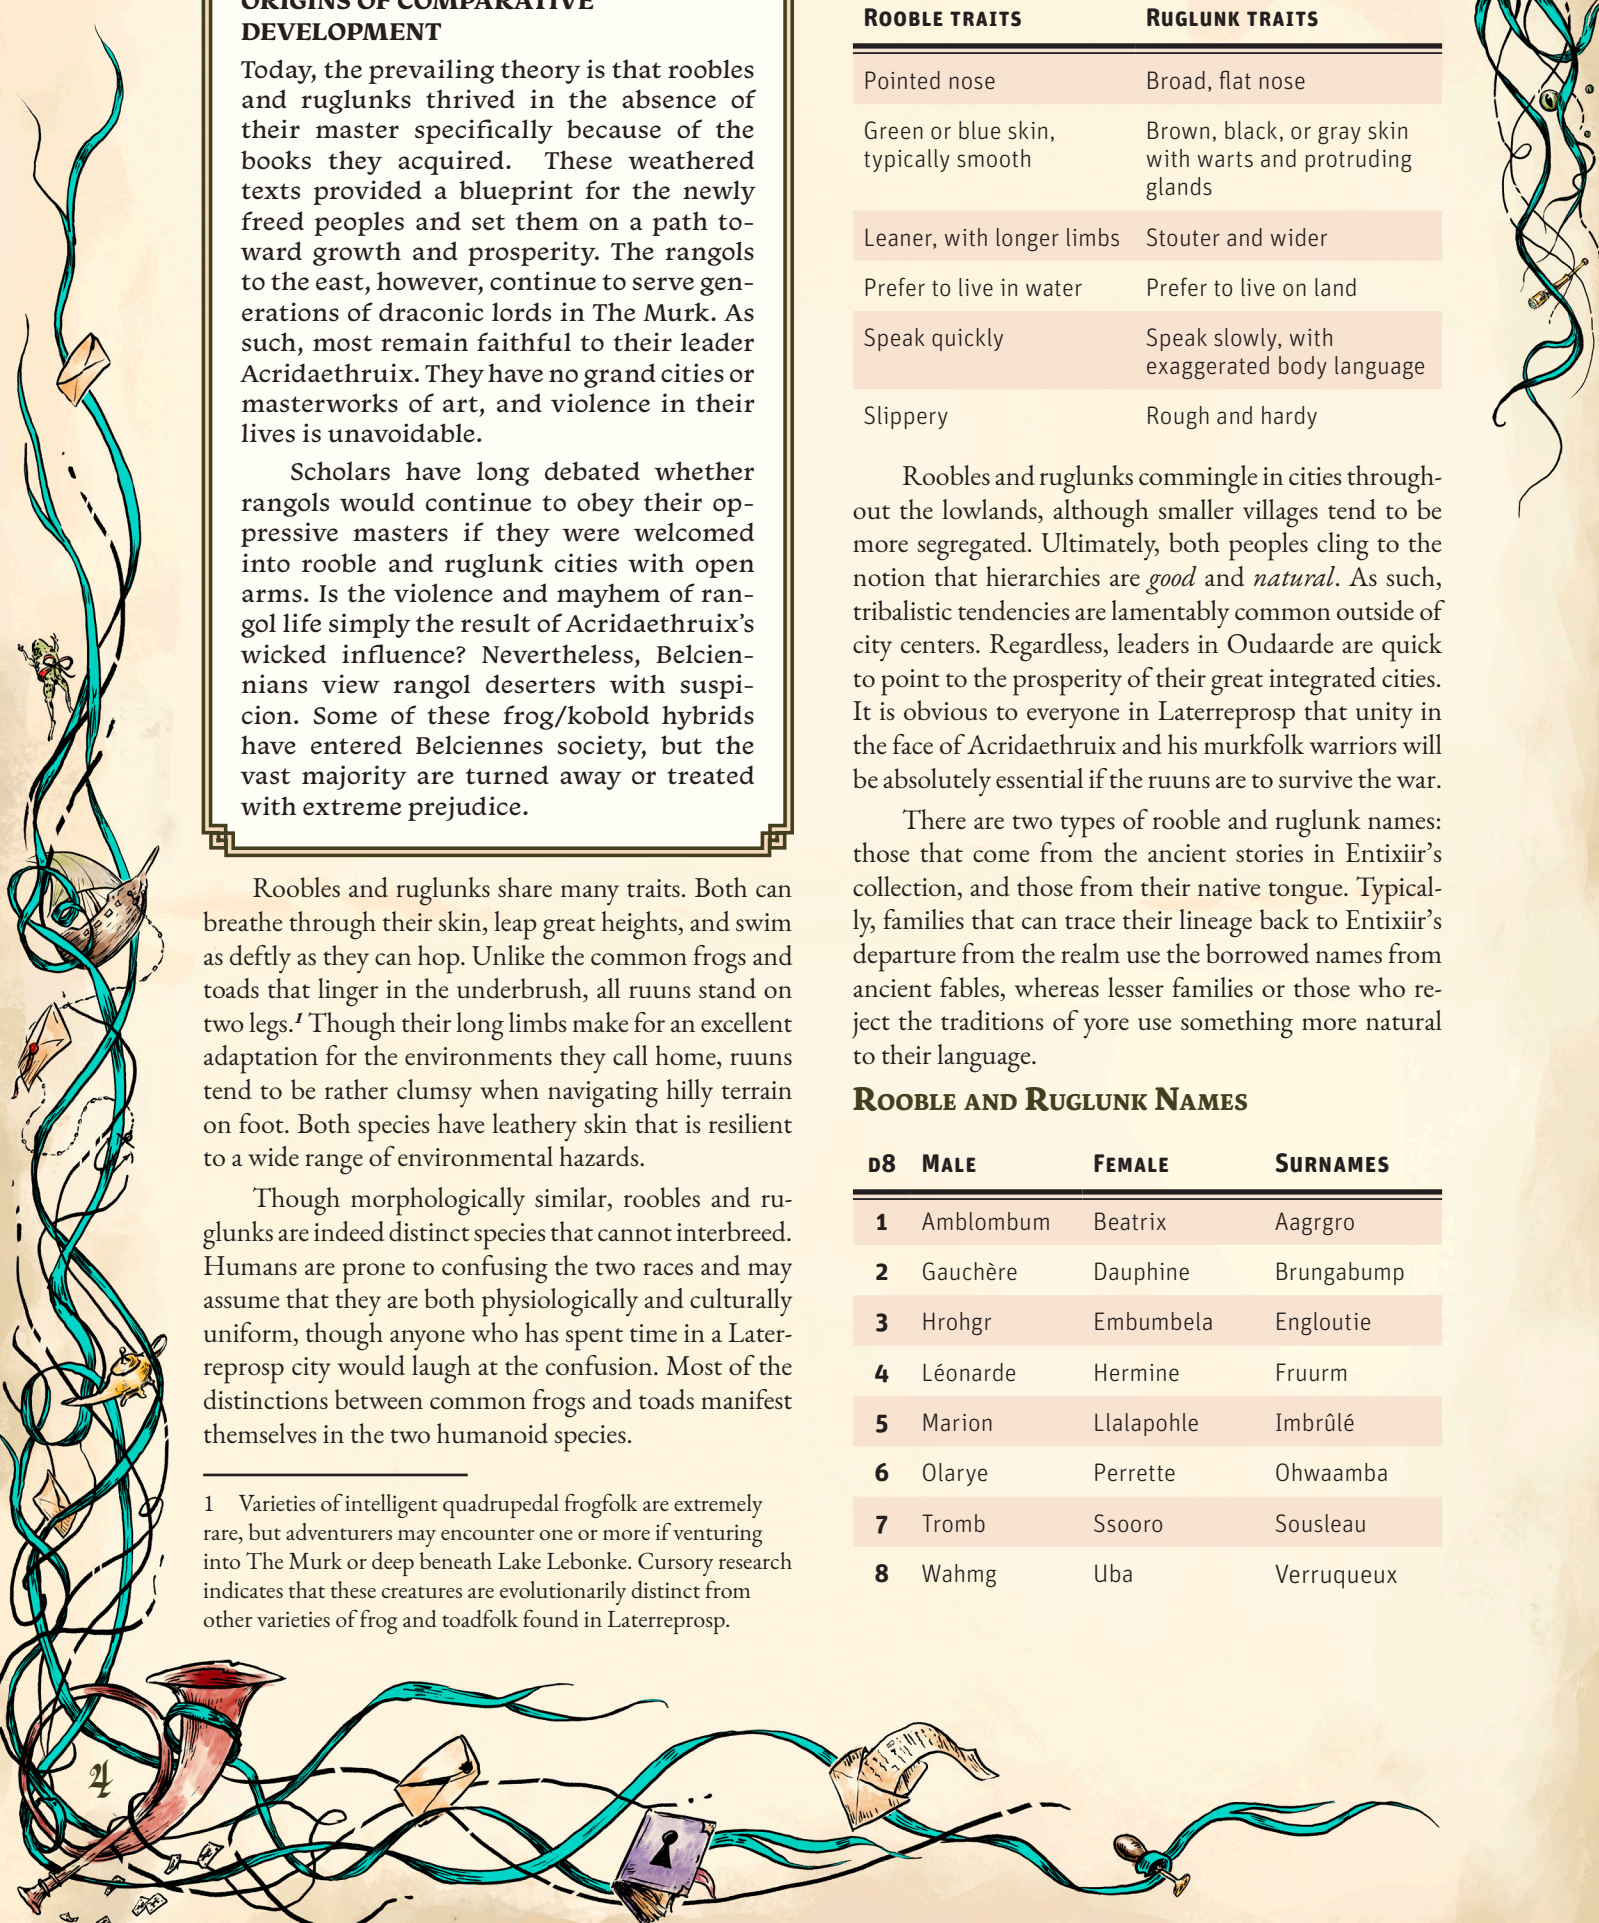 ORIGINS OF COMPARATIVE
DEVELOPMENT
Today, the prevailing theory is that roobles
and ruglunks thrived in the absence of
their master specifically because of the
books they acquired. These weathered
texts provided a blueprint for the newly
freed peoples and set them on a path to-
ward growth and prosperity. The rangols
to the east, however, continue to serve gen-
erations of draconic lords in The Murk. As
such, most remain faithful to their leader
Acridaethruix. They have no grand cities or
masterworks of art, and violence in their
lives is unavoidable.
Scholars have long debated whether
rangols would continue to obey their op-
pressive masters if they were welcomed
into rooble and ruglunk cities with open
arms. Is the violence and mayhem of ran-
gol life simply the result of Acridaethruix's
wicked influence? Nevertheless, Belcien-
nians view rangol deserters with suspi-
cion. Some of these frog/kobold hybrids
have entered Belciennes society, but the
vast majority are turned away or treated
with extreme prejudice.
Roobles and ruglunks share many traits. Both can
breathe through their skin, leap great heights, and swim
as deftly as they can hop. Unlike the common frogs and
toads that linger in the underbrush, all ruuns stand on
two legs.1 Though their long limbs make for an excellent
adaptation for the environments they call home, ruuns
tend to be rather clumsy when navigating hilly terrain
on foot. Both species have leathery skin that is resilient
to a wide range of environmental hazards.
Though morphologically similar, roobles and ru-
glunks are indeed distinct species that cannot interbreed.
Humans are prone to confusing the two races and may
assume that they are both physiologically and culturally
uniform, though anyone who has spent time in a Later-
reprosp city would laugh at the confusion. Most of the
distinctions between common frogs and toads manifest
themselves in the two humanoid species.
1 Varieties of intelligent quadrupedal frogfolk are extremely
rare, but adventurers may encounter one or more if venturing
into The Murk or deep beneath Lake Lebonke. Cursory research
indicates that these creatures are evolutionarily distinct from
other varieties of frog and toadfolk found in Laterreprosp.
ROOBLE TRAITS RUGLUNK TRAITS
Pointed nose Broad, flat nose
Green or blue skin, Brown, black, or gray skin
typically smooth with warts and protruding
glands
Leaner, with longer limbs Stouter and wider
Prefer to live in water Prefer to live on land
Speak quickly Speak slowly, with
exaggerated body language
Slippery Rough and hardy
Roobles and ruglunks commingle in cities through-
out the lowlands, although smaller villages tend to be
more segregated. Ultimately, both peoples cling to the
notion that hierarchies are good and natural. As such,
tribalistic tendencies are lamentably common outside of
city centers. Regardless, leaders in Oudaarde are quick
to point to the prosperity of their great integrated cities.
It is obvious to everyone in Laterreprosp that unity in
the face of Acridaethruix and his murkfolk warriors will
be absolutely essential if the ruuns are to survive the war.
There are two types of rooble and ruglunk names:
those that come from the ancient stories in Entixiir's
collection, and those from their native tongue. Typical-
ly, families that can trace their lineage back to Entixiir's
departure from the realm use the borrowed names from
ancient fables, whereas lesser families or those who re-
ject the traditions of yore use something more natural
to their language.
ROOBLE AND RUGLUNK NAMES
D8 MALE FEMALE SURNAMES
1 Amblombum Beatrix Aagrgro
2 Gauchère Dauphine Brungabump
3 Hrohgr Embumbela Engloutie
4 Léonarde Hermine Fruurm
5 Marion Llalapohle Imbrûlé
6 Olarye Perrette Ohwaamba
7 Tromb Ssooro Sousleau
8 Wahmg Uba Verruqueux
4